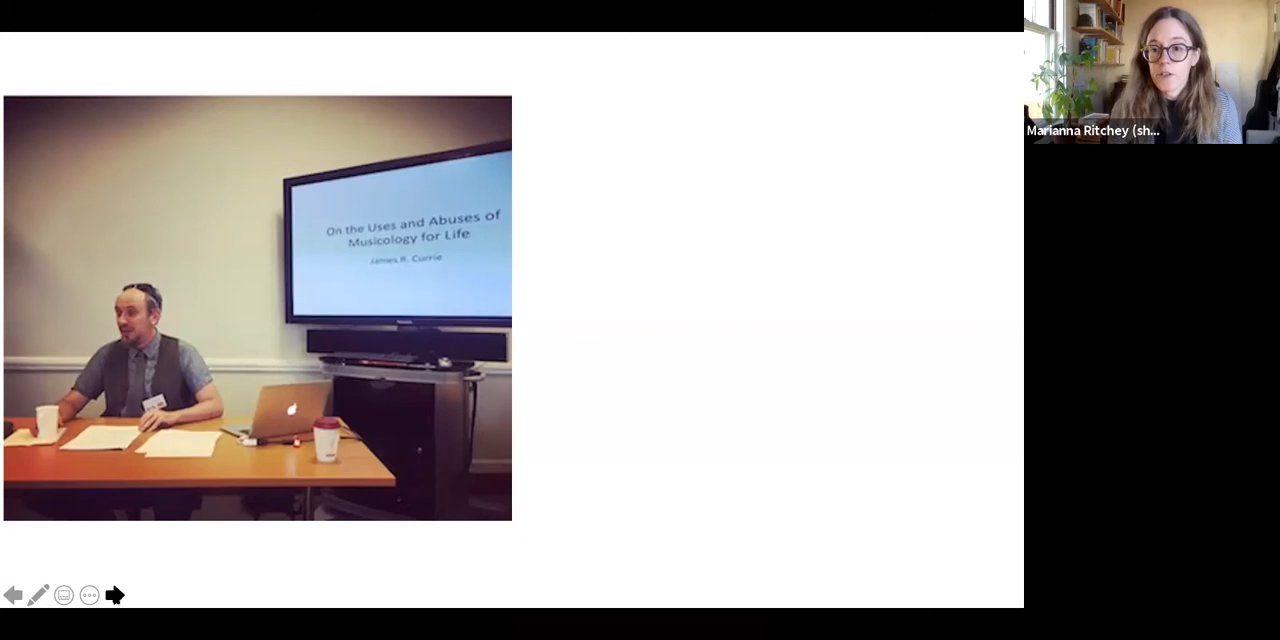 On the Uses and Abuses of
Musicology for Life
James R. Currie
Marianna Ritchey (sh...